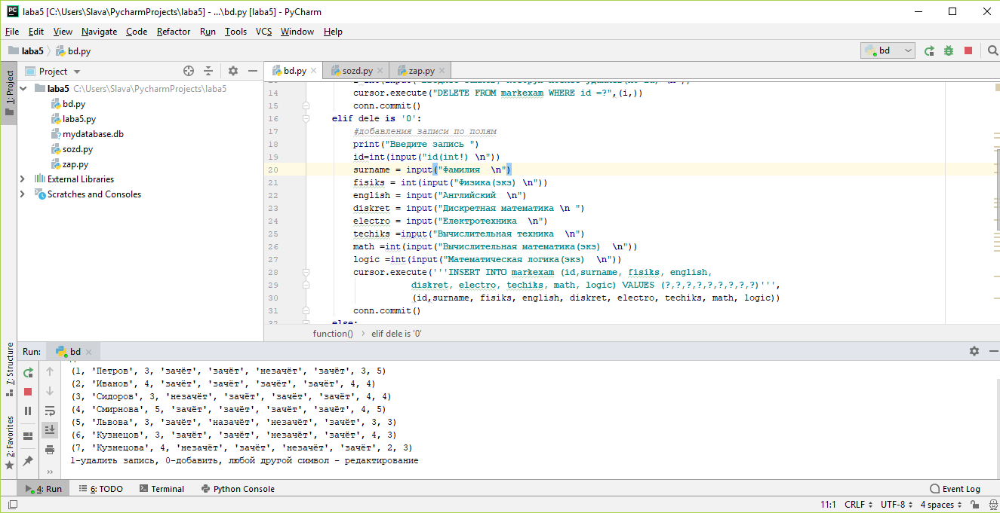 laba5 [C:\Users\Slava\PycharmProjects\laba5] - ...\bd.py [laba5] - PyCharm
File Edit View Navigate Code Refactor Run Tools VCS Window Help
laba5 bd.py bd
1: Project
Project
bd.py sozd.py zap.py
laba5 C:\Users\Slava\PycharmProjects\laba5
bd.py
laba5.py
mydatabase.db
sozd.py
zap.py
External Libraries
Scratches and Consoles
14 cursor.execute("DELETE FROM markexam WHERE id =?",(i,))
15 conn.commit()
16 elif dele is '0':
17 #добавления записи по полям
18 print("Введите запись ")
19 id=int(input("id(int!) \n"))
20 surname = input("Фамилия  \n")
21 fisiks = int(input("Физика(экз) \n"))
22 english = input("Английский  \n")
23 diskret = input("Дискретная математика \n ")
24 electro = input("Електротехника  \n")
25 techiks =input("Вычислительная техника  \n")
26 math =int(input("Вычислительная математика(экз)  \n"))
27 logic =int(input("Математическая логика(экз)  \n"))
28 cursor.execute('''INSERT INTO markexam (id,surname, fisiks, english,
29 diskret, electro, techiks, math, logic) VALUES (?,?,?,?,?,?,?,?,?)''',
30 (id,surname, fisiks, english, diskret, electro, techiks, math, logic))
31 conn.commit()
32 else:
function() elif dele is '0'
7: Structure
2: Favorites
Run: bd
(1, 'Петров', 3, 'зачёт', 'зачёт', 'незачёт', 'зачёт', 3, 5)
(2, 'Иванов', 4, 'зачёт', 'зачёт', 'зачёт', 'зачёт', 4, 4)
(3, 'Сидоров', 3, 'незачёт', 'зачёт', 'зачёт', 'зачёт', 4, 4)
(4, 'Смирнова', 5, 'зачёт', 'зачёт', 'зачёт', 'зачёт', 4, 5)
(5, 'Львова', 3, 'зачёт', 'назачёт', 'незачёт', 'зачёт', 3, 3)
(6, 'Кузнецов', 3, 'зачёт', 'зачёт', 'незачёт', 'зачёт', 4, 3)
(7, 'Кузнецова', 4, 'незачёт', 'зачёт', 'незачёт', 'зачёт', 2, 3)
1-удалить запись, 0-добавить, любой другой символ - редактирование
4: Run 6: TODO Terminal Python Console Event Log
11:1 CRLF UTF-8 4 spaces